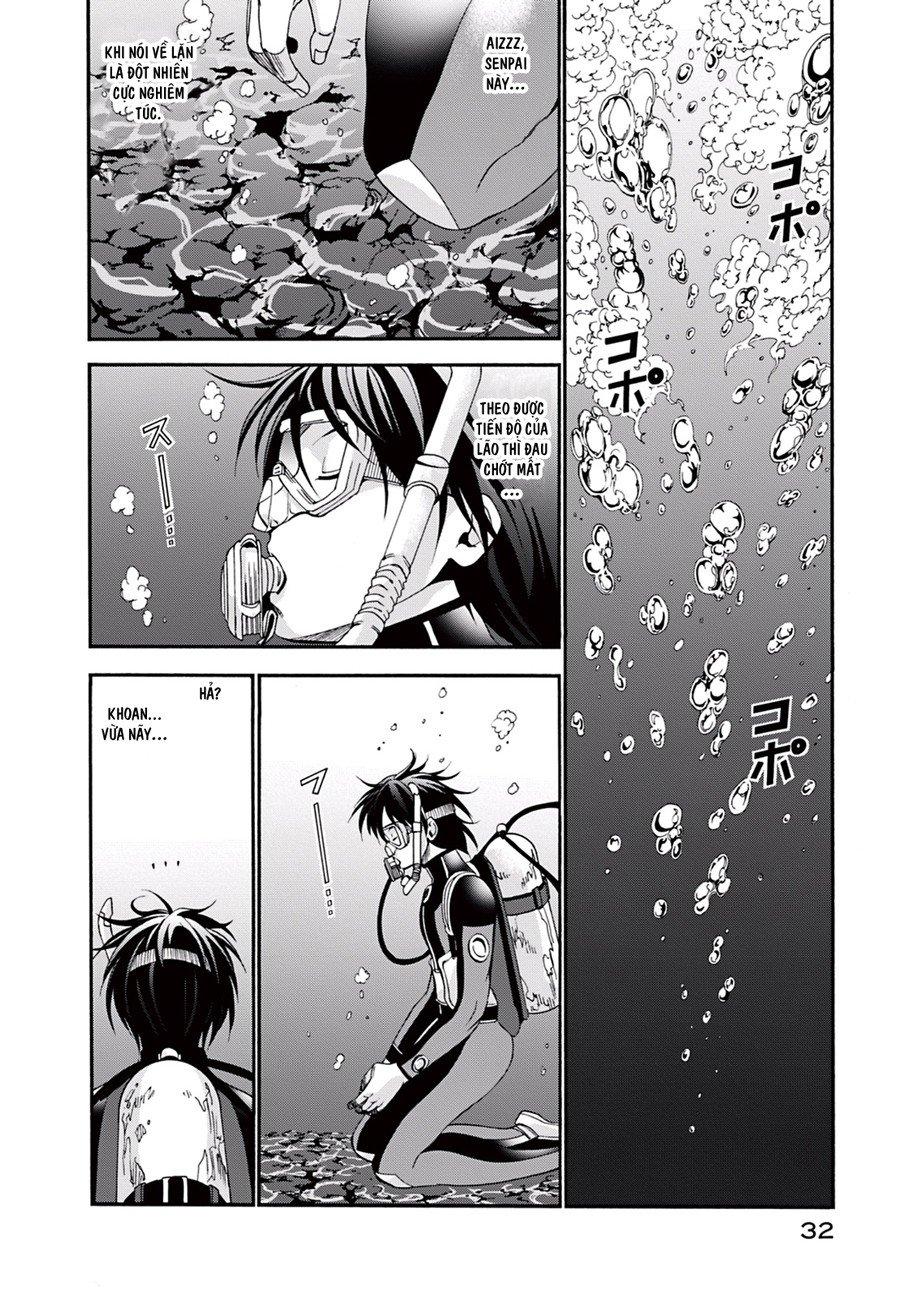 コポ
コポ
コポ
AIZZZ,
SENPAI
NÀY...
KHI NÓI VỀ LẶN
LÀ ĐỘT NHIÊN
CỰC NGHIÊM
TÚC.
THEO ĐƯỢC
TIẾN ĐỘ CỦA
LÃO THÌ ĐAU
CHỚT MẤT
...
スー...
スー...
HẢ?
KHOAN...
VỪA NÃY...
32